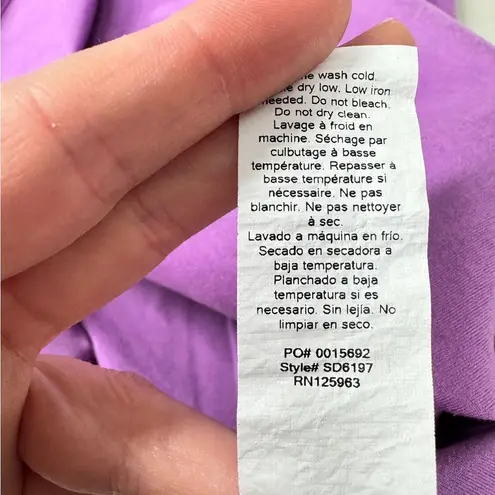 wash cold.
dry low. Low iron
needed. Do not bleach.
Do not dry clean.
Lavage à froid en
machine. Séchage par
culbutage à basse
température. Repasser à
basse température si
nécessaire. Ne pas
blanchir. Ne pas nettoyer
à sec.
Lavado a máquina en frío.
Secado en secadora a
baja temperatura.
Planchado a baja
temperatura si es
necesario. Sin lejía. No
limpiar en seco.
PO# 0015692
Style# SD6197
RN125963